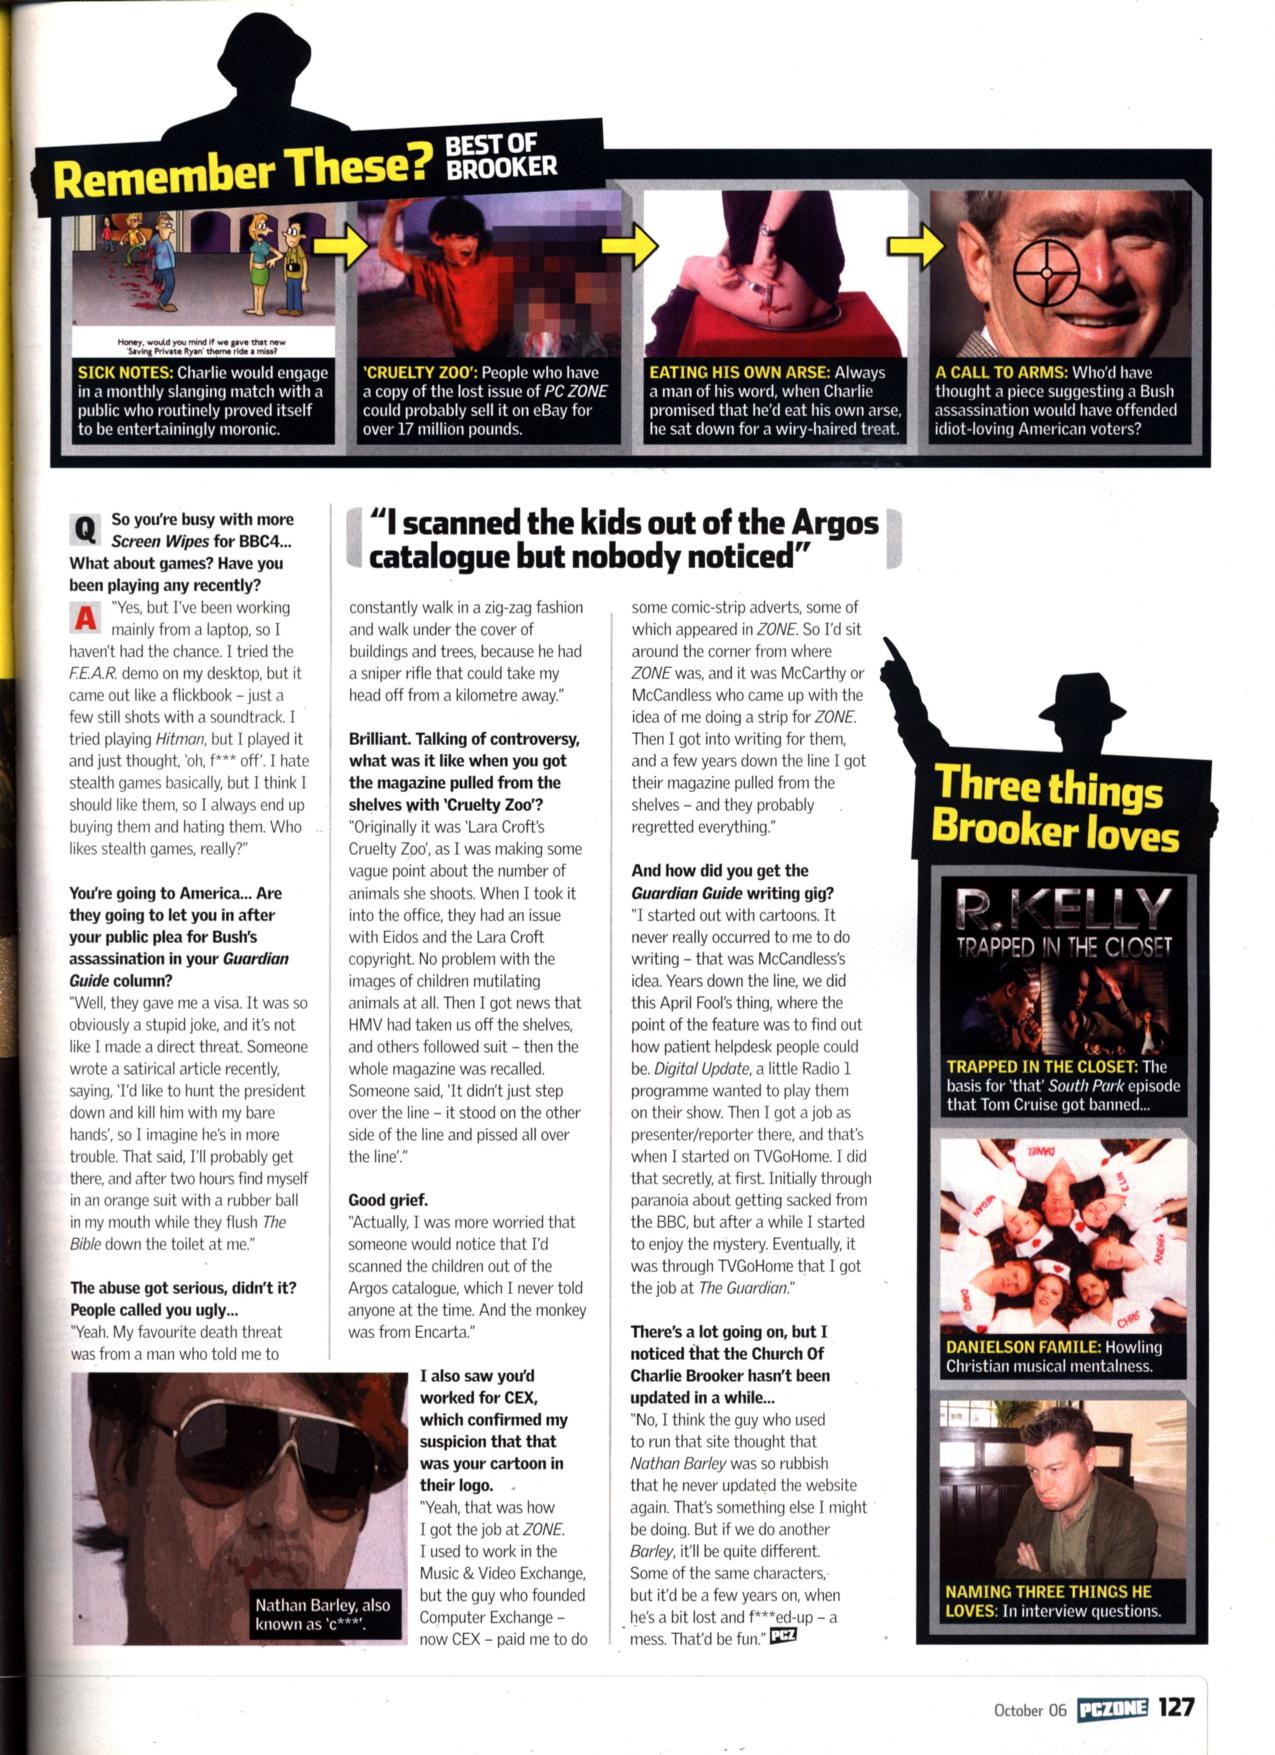 Remember These? BEST OF
BROOKER
Honey, would you mind if we gave that new
'Saving Private Ryan' theme ride a miss?
SICK NOTES: Charlie would engage
in a monthly slanging match with a
public who routinely proved itself
to be entertainingly moronic.
'CRUELTY ZOO': People who have
a copy of the lost issue of PC ZONE
could probably sell it on eBay for
over 17 million pounds.
EATING HIS OWN ARSE: Always
a man of his word, when Charlie
promised that he'd eat his own arse,
he sat down for a wiry-haired treat.
A CALL TO ARMS: Who'd have
thought a piece suggesting a Bush
assassination would have offended
idiot-loving American voters?
Q So you're busy with more
Screen Wipes for BBC4...
What about games? Have you
been playing any recently?
A "Yes, but I've been working
mainly from a laptop, so I
haven't had the chance. I tried the
F.E.A.R. demo on my desktop, but it
came out like a flickbook – just a
few still shots with a soundtrack. I
tried playing Hitman, but I played it
and just thought, 'oh, f*** off'. I hate
stealth games basically, but I think I
should like them, so I always end up
buying them and hating them. Who
likes stealth games, really?"
You're going to America... Are
they going to let you in after
your public plea for Bush's
assassination in your Guardian
Guide column?
"Well, they gave me a visa. It was so
obviously a stupid joke, and it's not
like I made a direct threat. Someone
wrote a satirical article recently,
saying, 'I'd like to hunt the president
down and kill him with my bare
hands', so I imagine he's in more
trouble. That said, I'll probably get
there, and after two hours find myself
in an orange suit with a rubber ball
in my mouth while they flush The
Bible down the toilet at me."
The abuse got serious, didn't it?
People called you ugly...
"Yeah. My favourite death threat
was from a man who told me to
Nathan Barley, also
known as 'c***'.
"I scanned the kids out of the Argos
catalogue but nobody noticed"
constantly walk in a zig-zag fashion
and walk under the cover of
buildings and trees, because he had
a sniper rifle that could take my
head off from a kilometre away."
Brilliant. Talking of controversy,
what was it like when you got
the magazine pulled from the
shelves with 'Cruelty Zoo'?
"Originally it was 'Lara Croft's
Cruelty Zoo', as I was making some
vague point about the number of
animals she shoots. When I took it
into the office, they had an issue
with Eidos and the Lara Croft
copyright. No problem with the
images of children mutilating
animals at all. Then I got news that
HMV had taken us off the shelves,
and others followed suit – then the
whole magazine was recalled.
Someone said, 'It didn't just step
over the line – it stood on the other
side of the line and pissed all over
the line'."
Good grief.
"Actually, I was more worried that
someone would notice that I'd
scanned the children out of the
Argos catalogue, which I never told
anyone at the time. And the monkey
was from Encarta."
I also saw you'd
worked for CEX,
which confirmed my
suspicion that that
was your cartoon in
their logo.
"Yeah, that was how
I got the job at ZONE.
I used to work in the
Music & Video Exchange,
but the guy who founded
Computer Exchange –
now CEX – paid me to do
some comic-strip adverts, some of
which appeared in ZONE. So I'd sit
around the corner from where
ZONE was, and it was McCarthy or
McCandless who came up with the
idea of me doing a strip for ZONE.
Then I got into writing for them,
and a few years down the line I got
their magazine pulled from the
shelves – and they probably
regretted everything."
And how did you get the
Guardian Guide writing gig?
"I started out with cartoons. It
never really occurred to me to do
writing – that was McCandless's
idea. Years down the line, we did
this April Fool's thing, where the
point of the feature was to find out
how patient helpdesk people could
be. Digital Update, a little Radio 1
programme wanted to play them
on their show. Then I got a job as
presenter/reporter there, and that's
when I started on TVGoHome. I did
that secretly, at first. Initially through
paranoia about getting sacked from
the BBC, but after a while I started
to enjoy the mystery. Eventually, it
was through TVGoHome that I got
the job at The Guardian."
There's a lot going on, but I
noticed that the Church Of
Charlie Brooker hasn't been
updated in a while...
"No, I think the guy who used
to run that site thought that
Nathan Barley was so rubbish
that he never updated the website
again. That's something else I might
be doing. But if we do another
Barley, it'll be quite different.
Some of the same characters,
but it'd be a few years on, when
he's a bit lost and f***ed-up – a
mess. That'd be fun." PCZ
Three things
Brooker loves
R. KELLY
TRAPPED IN THE CLOSET
TRAPPED IN THE CLOSET: The
basis for 'that' South Park episode
that Tom Cruise got banned...
DANIEL
ELIN
MEGAN
ANDREW
DAVID
CHRIS
DANIELSON FAMILE: Howling
Christian musical mentalness.
NAMING THREE THINGS HE
LOVES: In interview questions.
October 06 PCZONE 127